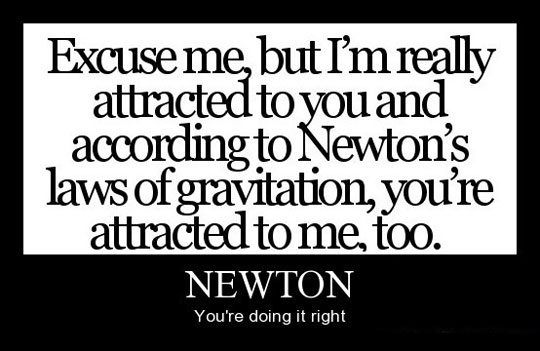 Excuse me, but I'm really
attracted to you and
according to Newton's
laws of gravitation, you're
attracted to me, too.
NEWTON
You're doing it right